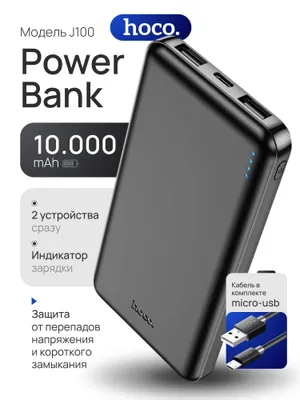 Модель J100
hoco.
Power
Bank
10.000
mAh
2 устройства
сразу
Индикатор
зарядки
Защита
от перепадов
напряжения
и короткого
замыкания
hoco.
Кабель в
комплекте
micro-usb